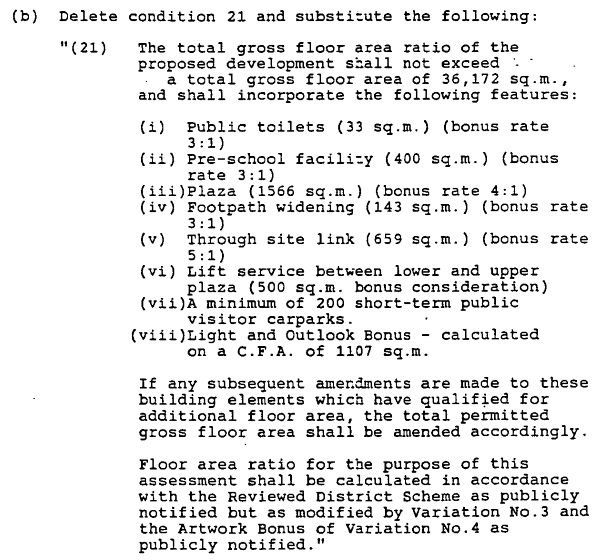 (b) Delete condition 21 and substitute the following:
"(21) The total gross floor area ratio of the
proposed development shall not exceed
a total gross floor area of 36,172 sq.m.,
and shall incorporate the following features:
(i) Public toilets (33 sq.m.) (bonus rate
3:1)
(ii) Pre-school facility (400 sq.m.) (bonus
rate 3:1)
(iii)Plaza (1566 sq.m.) (bonus rate 4:1)
(iv) Footpath widening (143 sq.m.) (bonus rate
3:1)
(v) Through site link (659 sq.m.) (bonus rate
5:1)
(vi) Lift service between lower and upper
plaza (500 sq.m. bonus consideration)
(vii)A minimum of 200 short-term public
visitor carparks.
(viii)Light and Outlook Bonus - calculated
on a C.F.A. of 1107 sq.m.
If any subsequent amendments are made to these
building elements which have qualified for
additional floor area, the total permitted
gross floor area shall be amended accordingly.
Floor area ratio for the purpose of this
assessment shall be calculated in accordance
with the Reviewed District Scheme as publicly
notified but as modified by Variation No.3 and
the Artwork Bonus of Variation No.4 as
publicly notified."